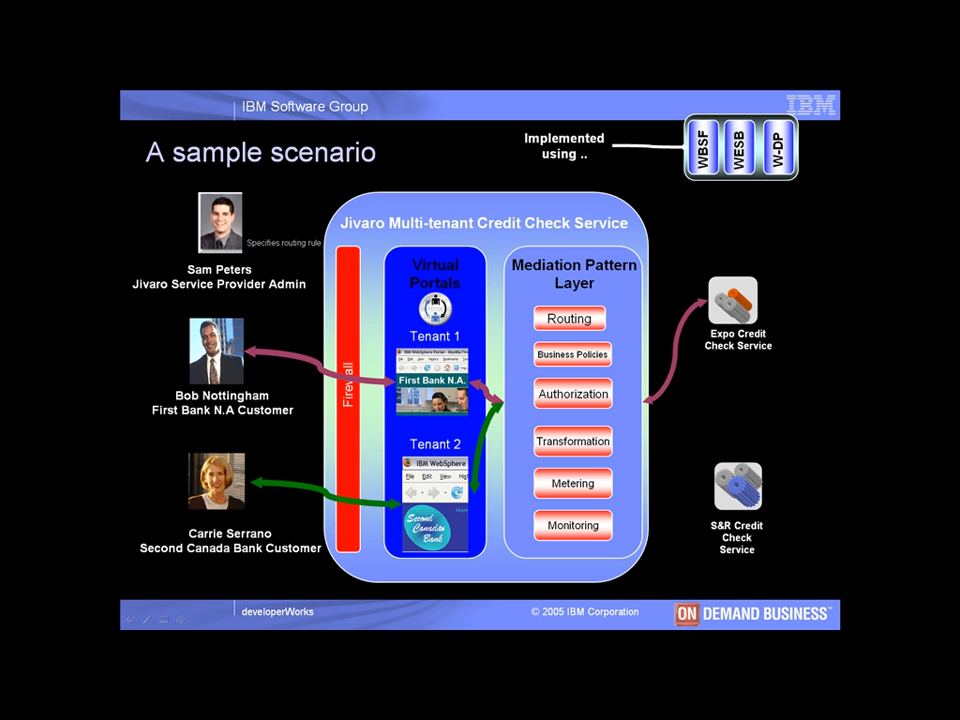 IBM Software Group
IBM
A sample scenario
Implemented
using ..
WBSF
WESB
W-DP
Specifies routing rule
Sam Peters
Jivaro Service Provider Admin
Bob Nottingham
First Bank N.A Customer
Carrie Serrano
Second Canada Bank Customer
Jivaro Multi-tenant Credit Check Service
Firewall
Virtual
Portals
Tenant 1
First Bank N.A.
Tenant 2
IBM WebSphere
File Edit View
Second
Canadian
Bank
Mediation Pattern
Layer
Routing
Business Policies
Authorization
Transformation
Metering
Monitoring
Expo Credit
Check Service
S&R Credit
Check
Service
developerWorks
© 2005 IBM Corporation
ON DEMAND BUSINESS™